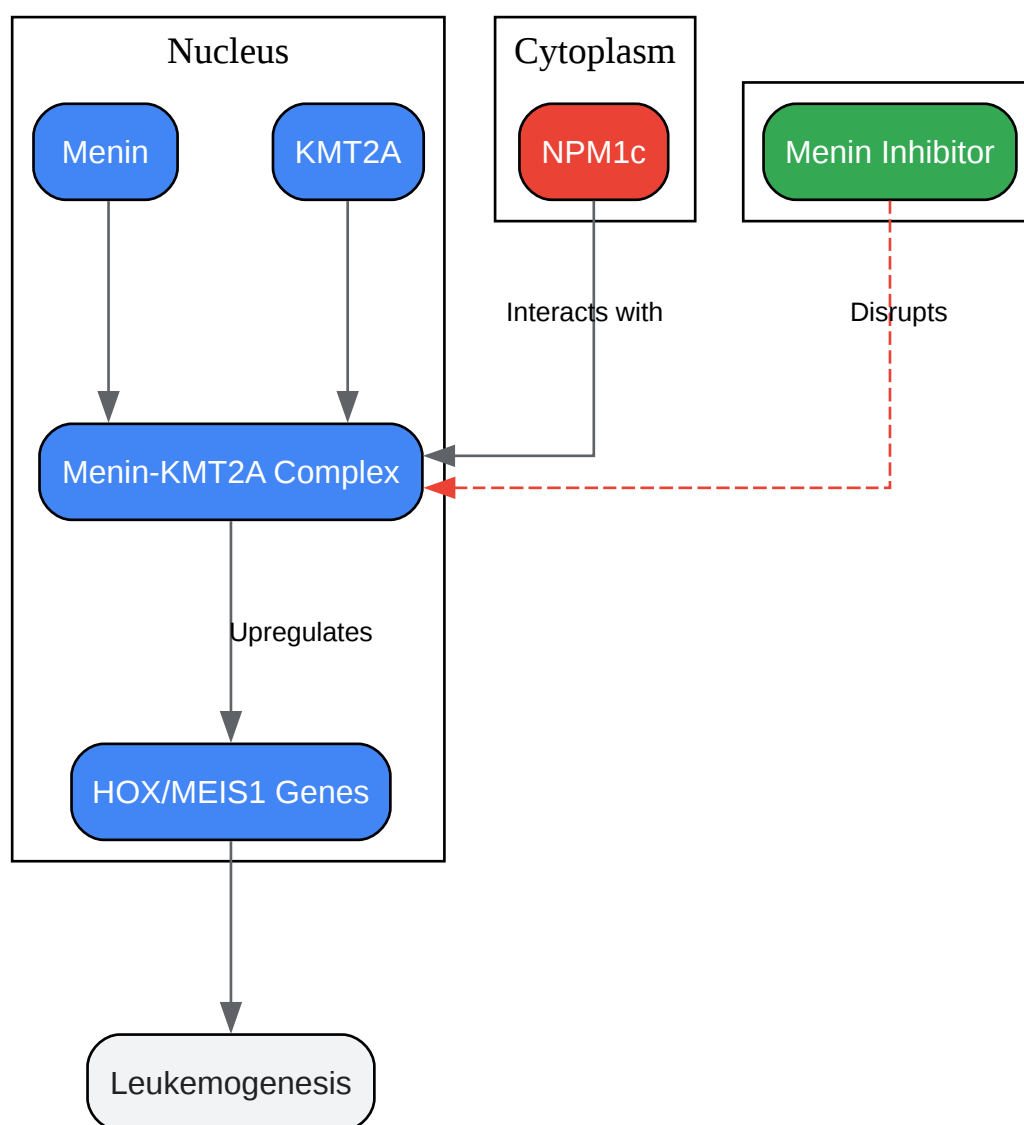 Nucleus
Cytoplasm
Menin
KMT2A
NPM1c
Menin Inhibitor
Interacts with
Disrupts
Menin-KMT2A Complex
Upregulates
HOX/MEIS1 Genes
Leukemogenesis